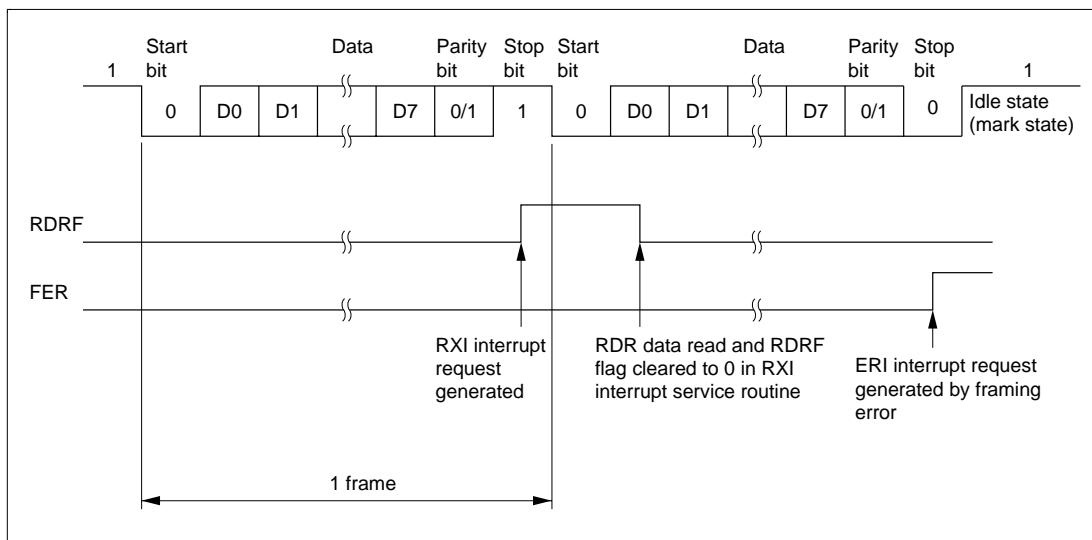 Start bit
Data
Parity bit
Stop bit
Start bit
Data
Parity bit
Stop bit
1
1
0
D0
D1
D7
0/1
1
0
D0
D1
D7
0/1
0
Idle state
(mark state)
RDRF
FER
RXI interrupt
request
generated
RDR data read and RDRF
flag cleared to 0 in RXI
interrupt service routine
ERI interrupt request
generated by framing
error
1 frame